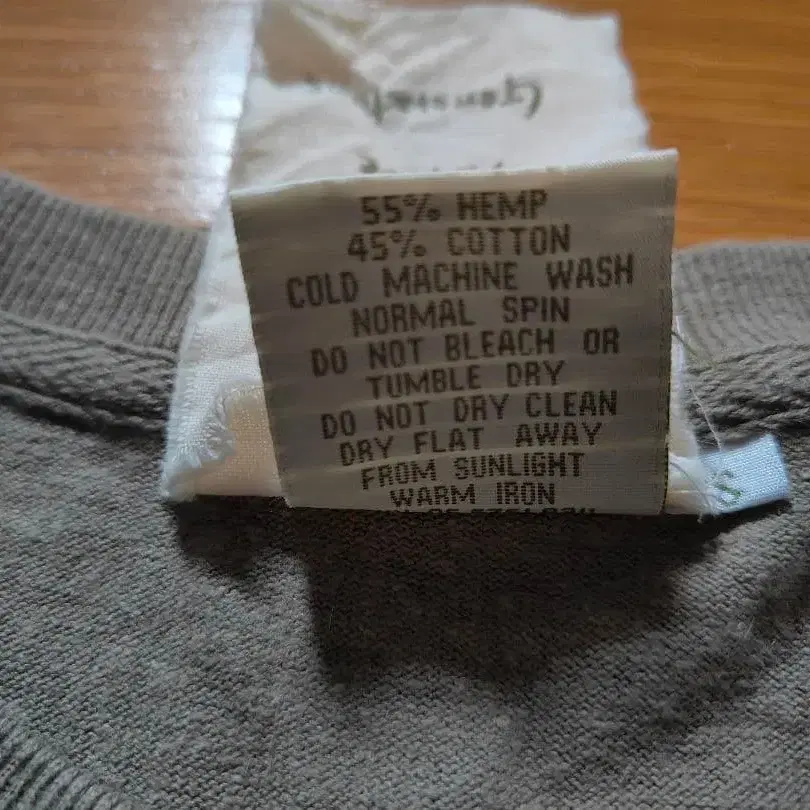 55% HEMP
45% COTTON
COLD MACHINE WASH
NORMAL SPIN
DO NOT BLEACH OR
TUMBLE DRY
DO NOT DRY CLEAN
DRY FLAT AWAY
FROM SUNLIGHT
WARM IRON
S